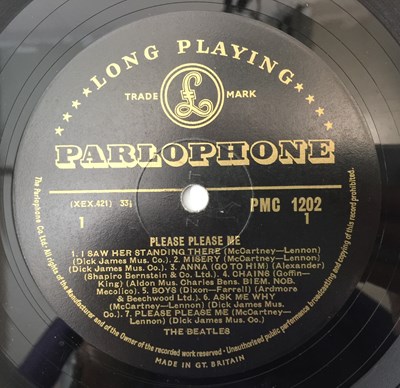 LONG PLAYING
TRADE MARK
£
PARLOPHONE
(XEX.421) 33⅓
PMC 1202
1
1
PLEASE PLEASE ME
1. I SAW HER STANDING THERE (McCartney—Lennon)
(Dick James Mus. Co.) 2. MISERY (McCartney—Lennon)
(Dick James Mus. Co.) 3. ANNA (GO TO HIM) (Alexander)
(Shapiro Bernstein & Co. Ltd.) 4. CHAINS (Goffin—
King) (Aldon Mus. Charles Bens. BIEM. NOB.
Mecolico) 5. BOYS (Dixon—Farrell) (Ardmore
& Beechwood Ltd.) 6. ASK ME WHY
(McCartney—Lennon) (Dick James Mus.
Co.) 7. PLEASE PLEASE ME (McCartney—
Lennon) (Dick James Mus. Co.)
THE BEATLES
The Parlophone Co. Ltd. All rights of the Manufacturer and of the Owner of the recorded work reserved - Unauthorised public performance broadcasting and copying of this record prohibited.
MADE IN GT. BRITAIN